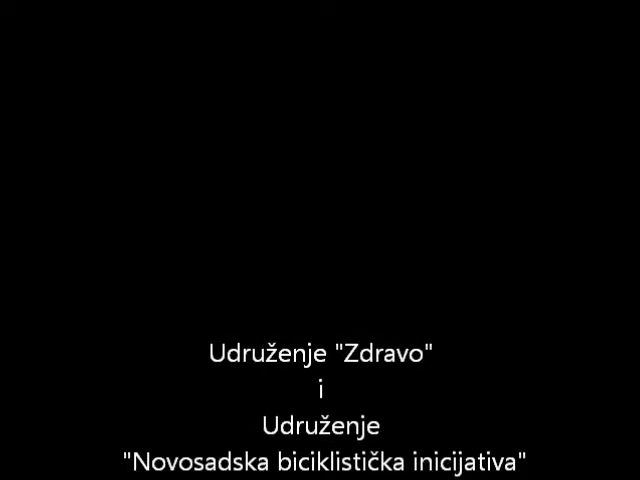 Udruženje "Zdravo"
i
Udruženje
"Novosadska biciklistička inicijativa"